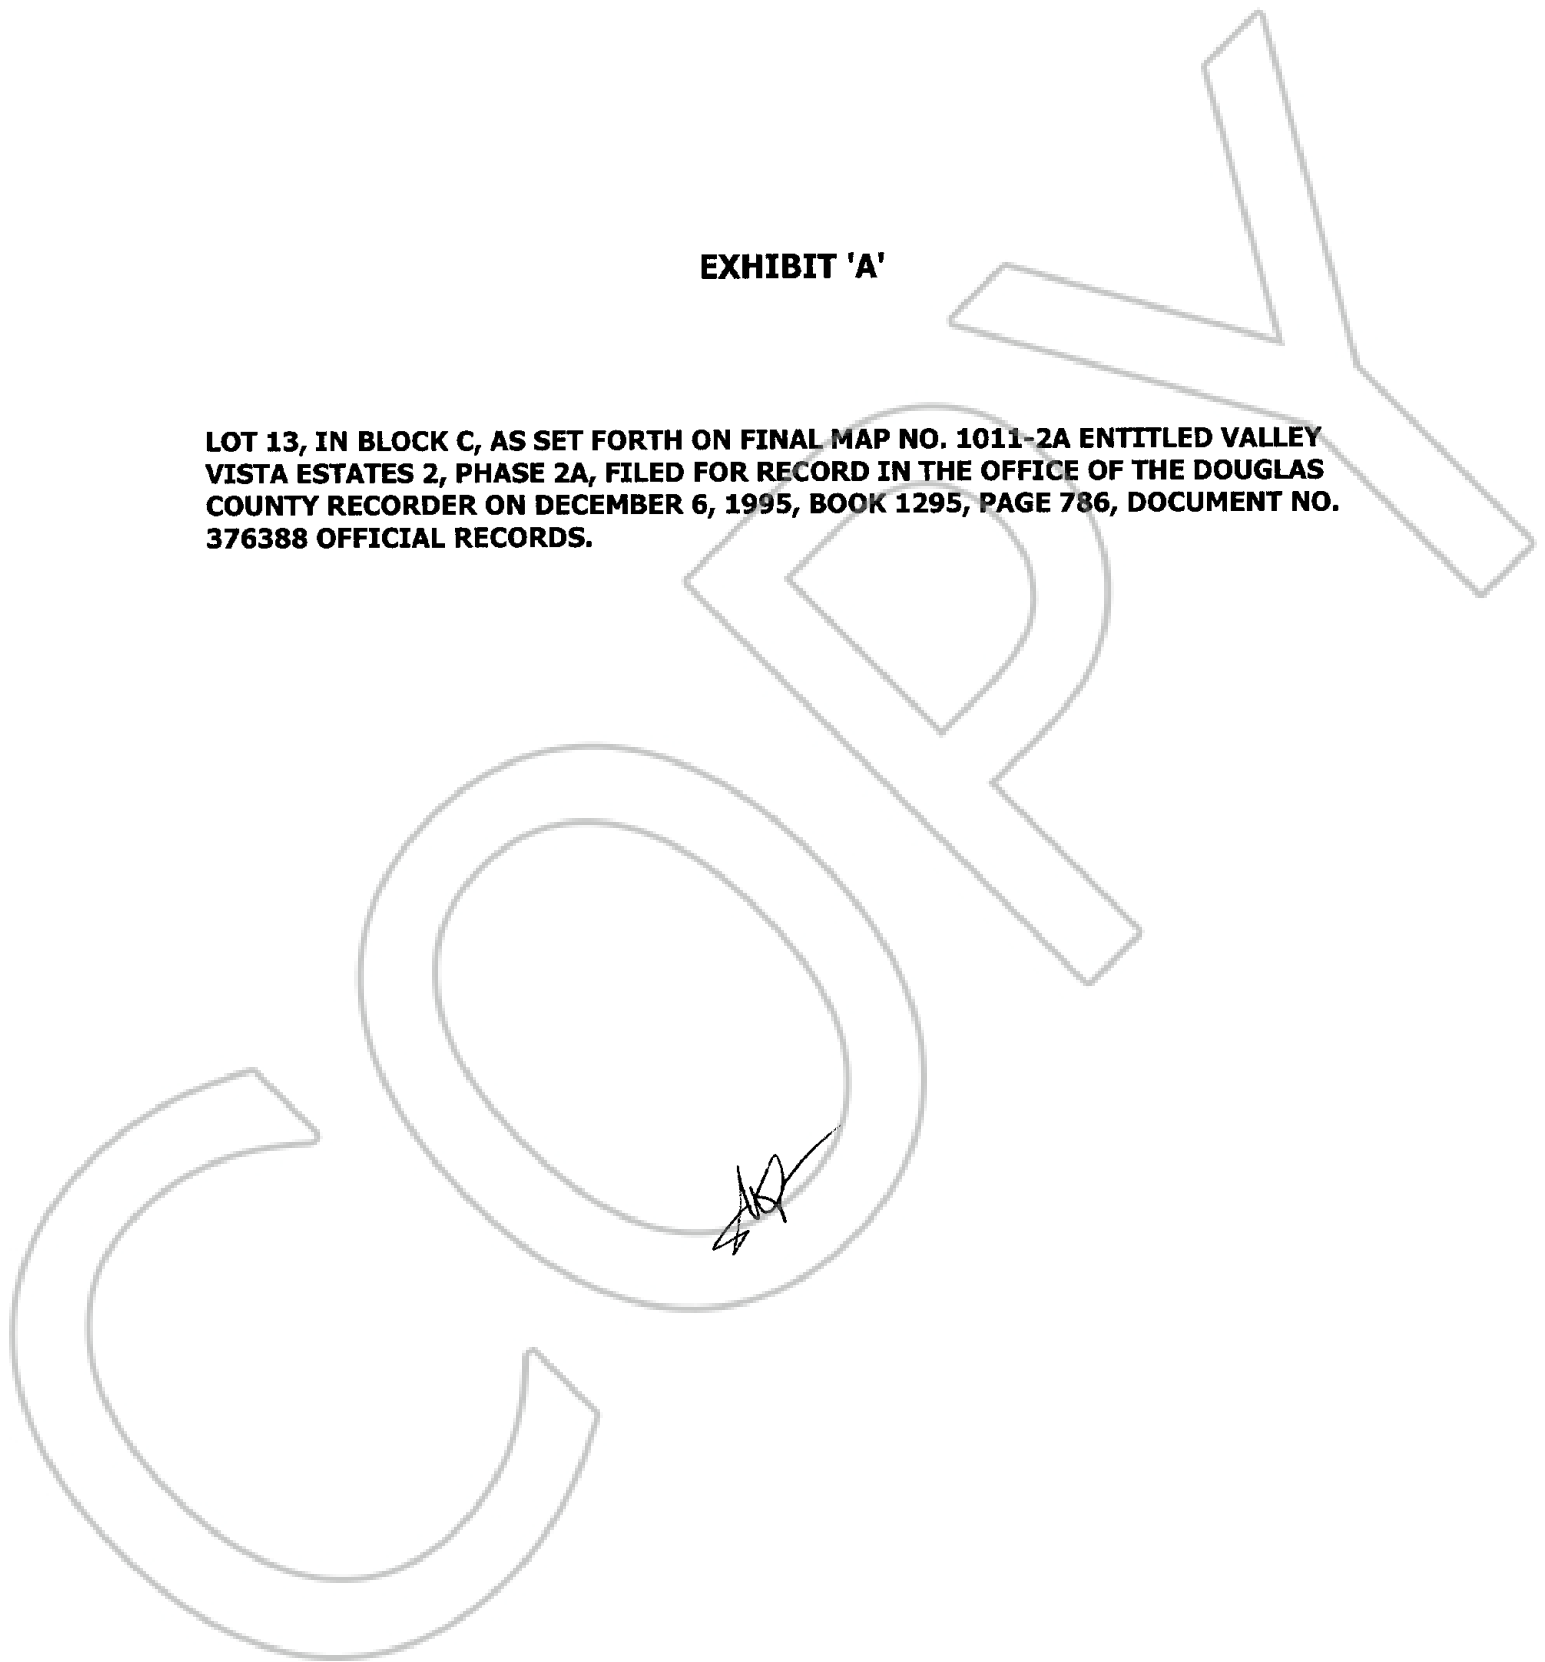 EXHIBIT 'A'
LOT 13, IN BLOCK C, AS SET FORTH ON FINAL MAP NO. 1011-2A ENTITLED VALLEY
VISTA ESTATES 2, PHASE 2A, FILED FOR RECORD IN THE OFFICE OF THE DOUGLAS
COUNTY RECORDER ON DECEMBER 6, 1995, BOOK 1295, PAGE 786, DOCUMENT NO.
376388 OFFICIAL RECORDS.
COPY